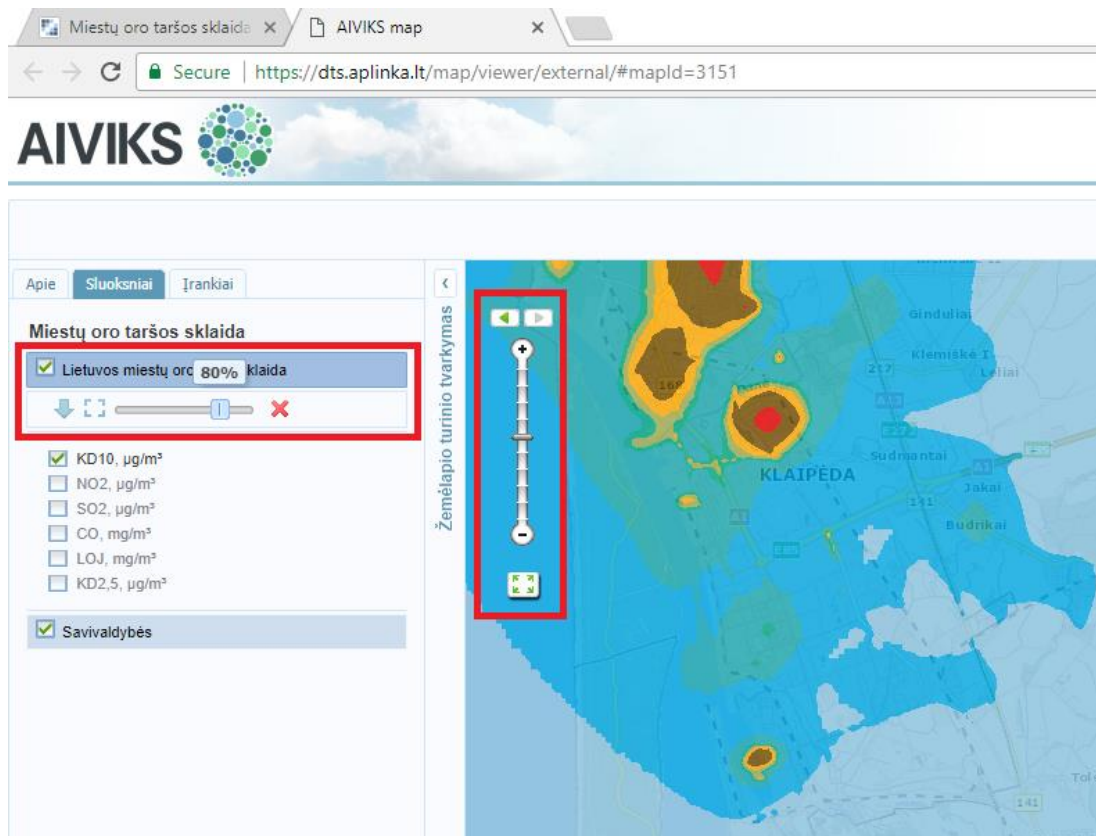 Miestų oro taršos sklaida
AIVIKS map
Secure
https://dts.aplinka.lt/map/viewer/external/#mapId=3151
AIVIKS
Apie
Sluoksniai
Įrankiai
Miestų oro taršos sklaida
Lietuvos miestų oro 80% klaida
KD10, µg/m³
NO2, µg/m³
SO2, µg/m³
CO, mg/m³
LOJ, mg/m³
KD2,5, µg/m³
Savivaldybės
Žemėlapio turinio tvarkymas
Ginduliai
Klemiškė I
217
Leliai
168
Sudmantai
KLAIPĖDA
A1
141
Jakai
Budrikai
141